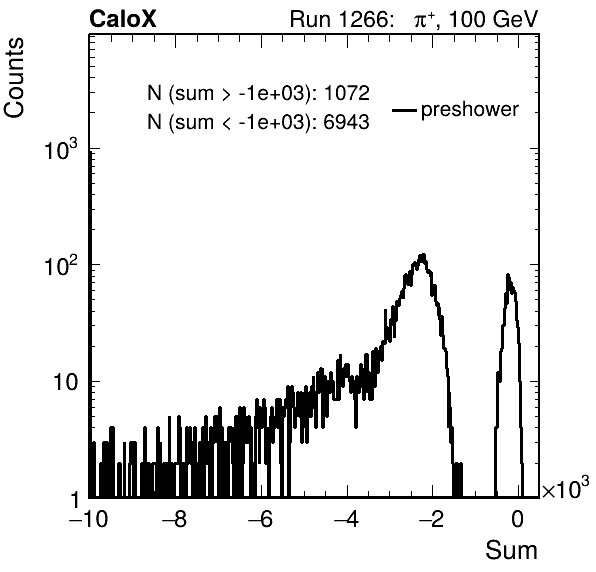 CaloX Run 1266: π⁺, 100 GeV
Counts
N (sum > -1e+03): 1072
N (sum < -1e+03): 6943
preshower
10³
10²
10
1
−10 −8 −6 −4 −2 0 ×10³
Sum